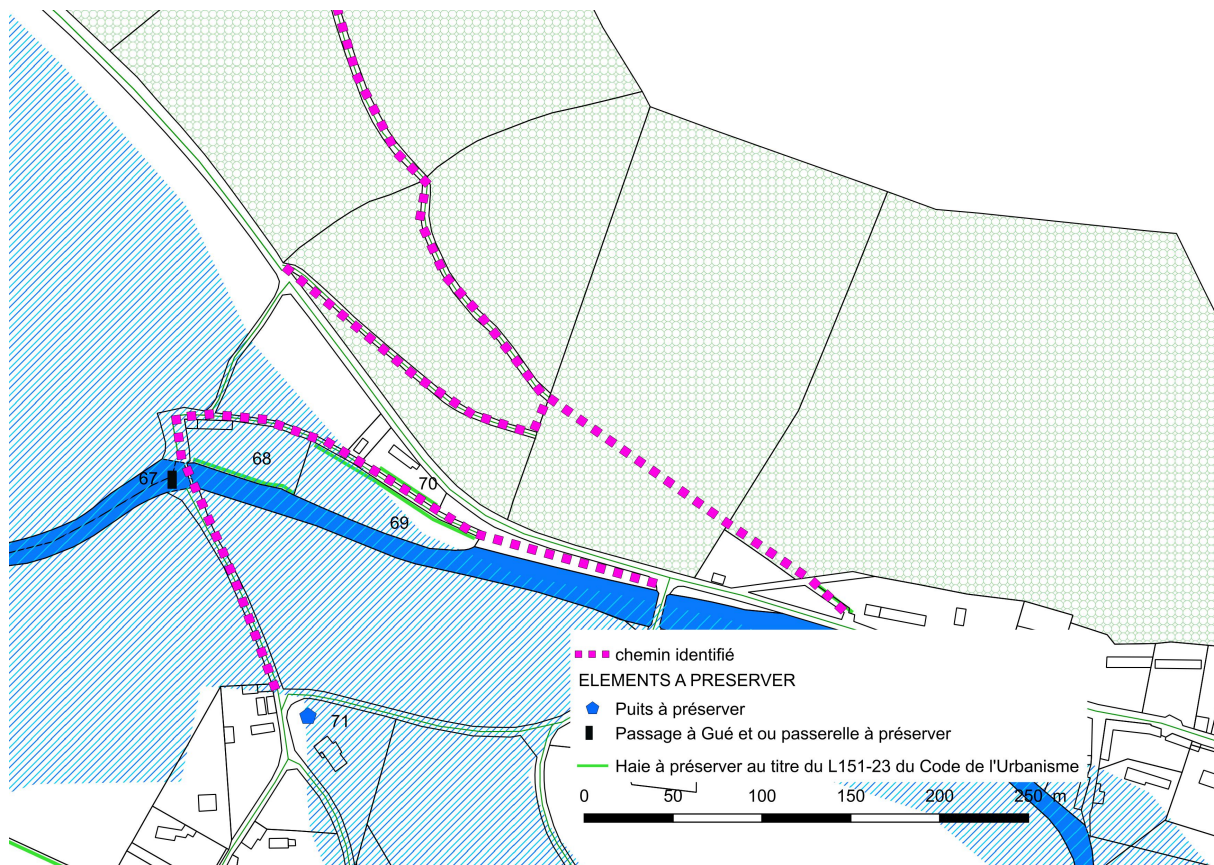 68
67
70
69
71
chemin identifié
ELEMENTS A PRESERVER
Puits à préserver
Passage à Gué et ou passerelle à préserver
Haie à préserver au titre du L151-23 du Code de l'Urbanisme
0 50 100 150 200 250 m